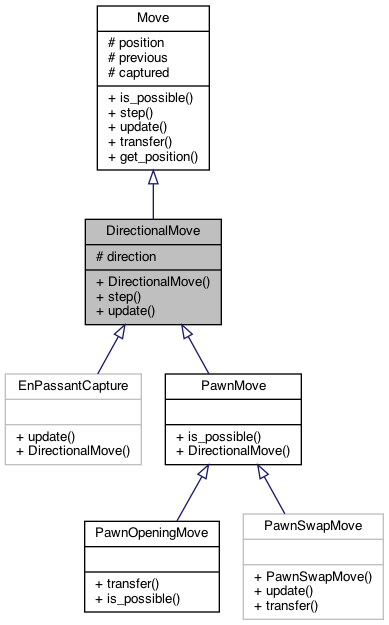 Move
# position
# previous
# captured
+ is_possible()
+ step()
+ update()
+ transfer()
+ get_position()
DirectionalMove
# direction
+ DirectionalMove()
+ step()
+ update()
EnPassantCapture
+ update()
+ DirectionalMove()
PawnMove
+ is_possible()
+ DirectionalMove()
PawnOpeningMove
+ transfer()
+ is_possible()
PawnSwapMove
+ PawnSwapMove()
+ update()
+ transfer()